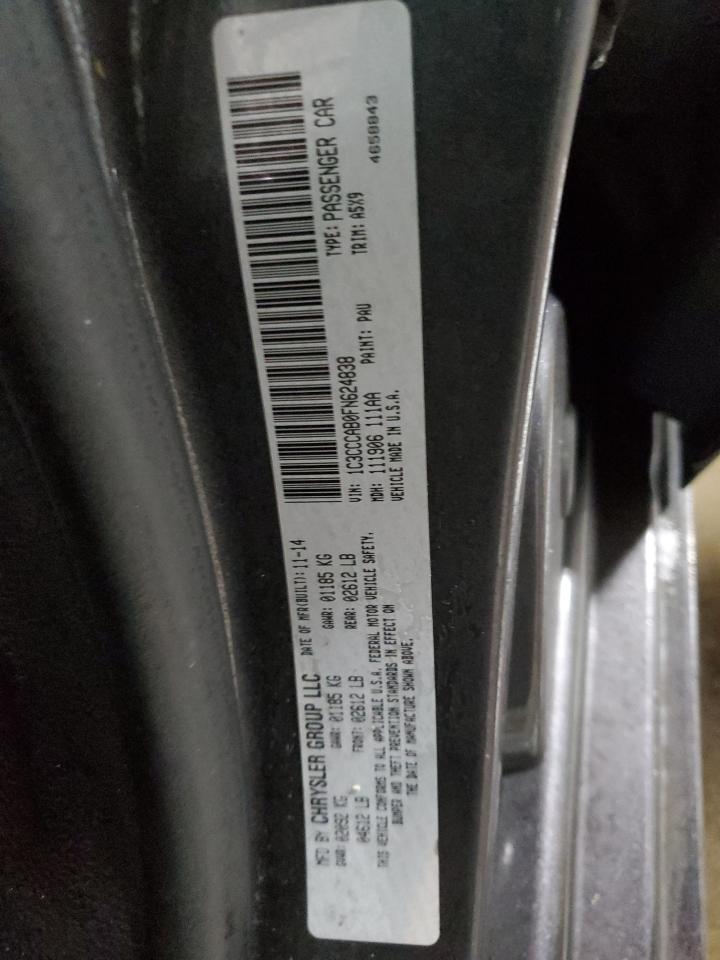 MFD BY CHRYSLER GROUP LLC DATE OF MFR(BUILT): 11-14
GVWR: 02092 KG GAWR: 01185 KG GAWR: 01185 KG
04612 LB FRONT: 02612 LB REAR: 02612 LB
THIS VEHICLE CONFORMS TO ALL APPLICABLE U.S.A. FEDERAL MOTOR VEHICLE SAFETY,
BUMPER AND THEFT PREVENTION STANDARDS IN EFFECT ON
THE DATE OF MANUFACTURE SHOWN ABOVE.
TYPE: PASSENGER CAR
VIN: 1C3CCCAB0FN624838 TRIM: A5X9
MDH: 111906 111AA PAINT: PAU 4658843
VEHICLE MADE IN U.S.A.